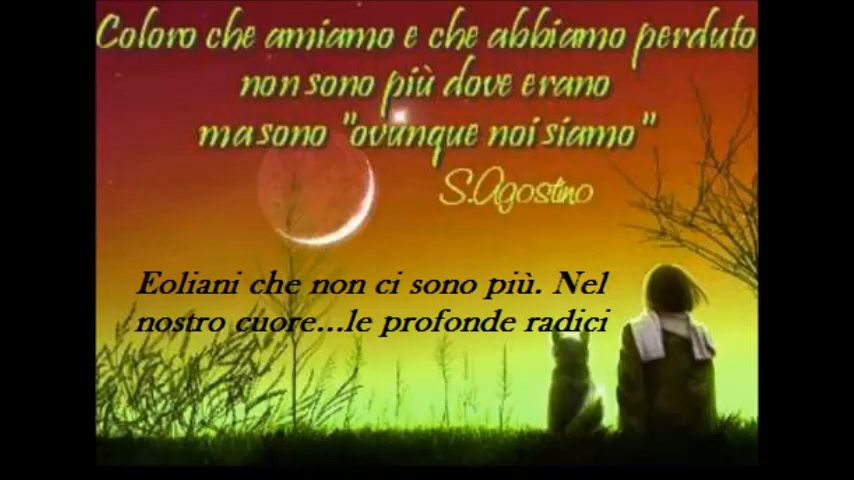 Coloro che amiamo e che abbiamo perduto
non sono più dove erano
ma sono "ovunque noi siamo"
S.Agostino
Eoliani che non ci sono più. Nel
nostro cuore...le profonde radici